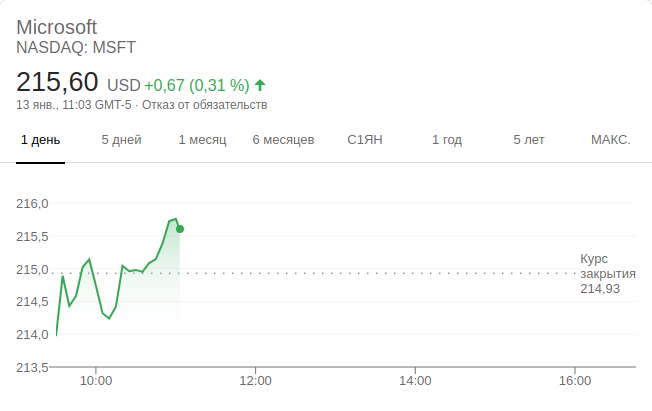 Microsoft
NASDAQ: MSFT
215,60 USD +0,67 (0,31 %)
13 янв., 11:03 GMT-5 · Отказ от обязательств
1 день 5 дней 1 месяц 6 месяцев С1ЯН 1 год 5 лет МАКС.
216,0
215,5
215,0
214,5
214,0
213,5
Курс
закрытия
214,93
10:00 12:00 14:00 16:00